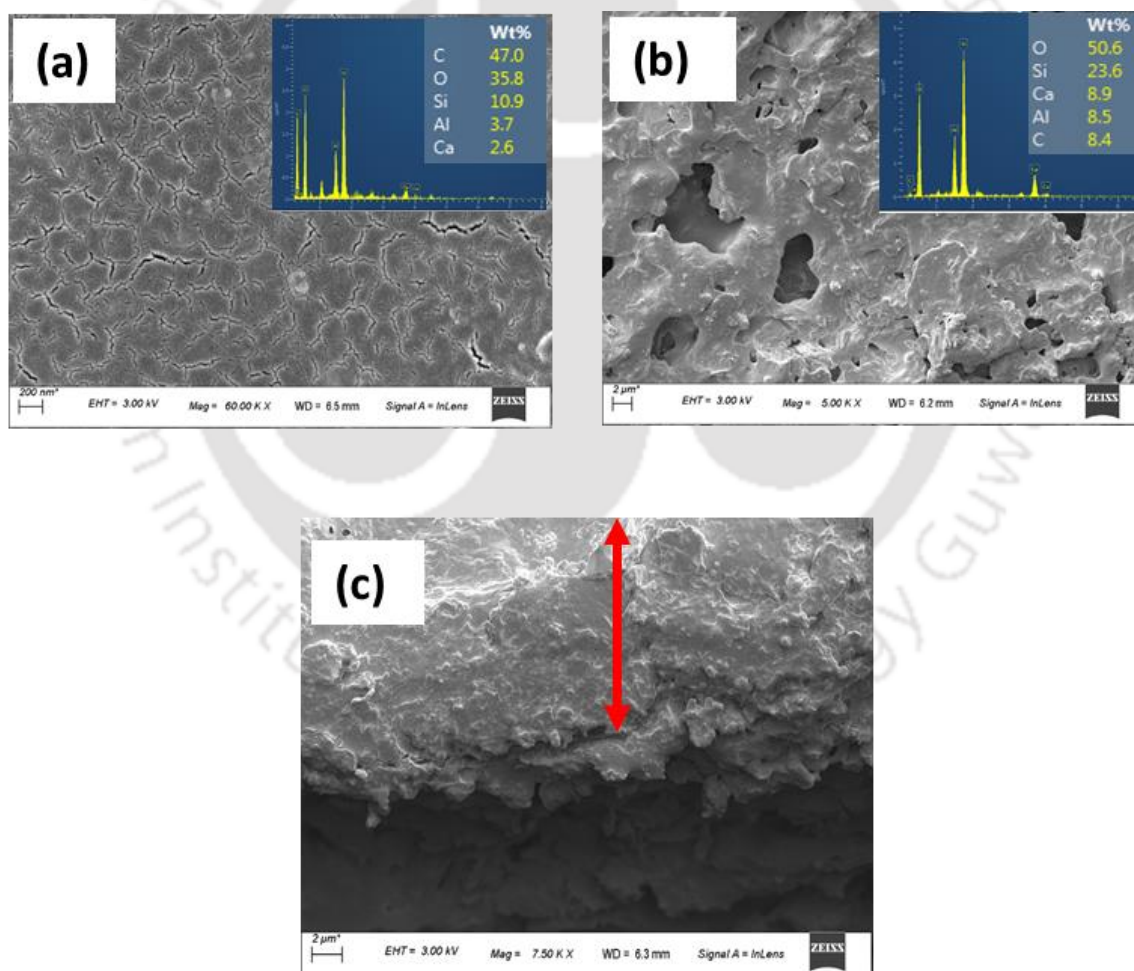 (a)
Wt%
C 47.0
O 35.8
Si 10.9
Al 3.7
Ca 2.6
200 nm*
EHT = 3.00 kV Mag = 60.00 K X WD = 6.5 mm Signal A = InLens ZEISS
(b)
Wt%
O 50.6
Si 23.6
Ca 8.9
Al 8.5
C 8.4
2 µm*
EHT = 3.00 kV Mag = 5.00 K X WD = 6.2 mm Signal A = InLens ZEISS
n Institu
y Guw
(c)
2 µm*
EHT = 3.00 kV Mag = 7.50 K X WD = 6.3 mm Signal A = InLens ZEISS